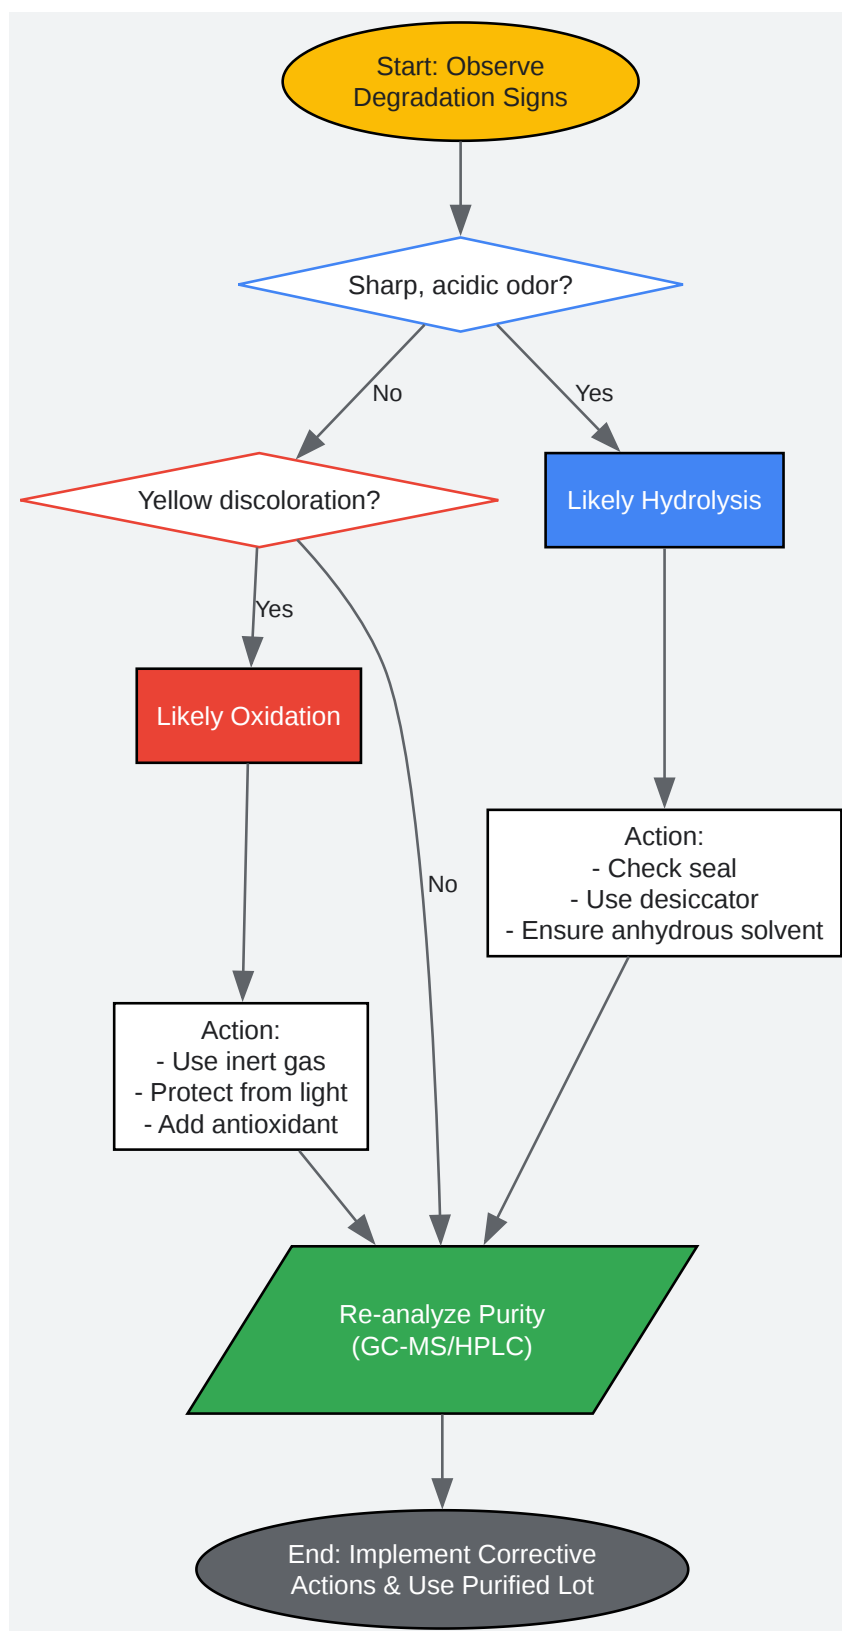 Start: Observe
Degradation Signs
Sharp, acidic odor?
No
Yes
Yellow discoloration?
Likely Hydrolysis
Yes
Likely Oxidation
Action:
- Check seal
- Use desiccator
- Ensure anhydrous solvent
No
Action:
- Use inert gas
- Protect from light
- Add antioxidant
Re-analyze Purity
(GC-MS/HPLC)
End: Implement Corrective
Actions & Use Purified Lot